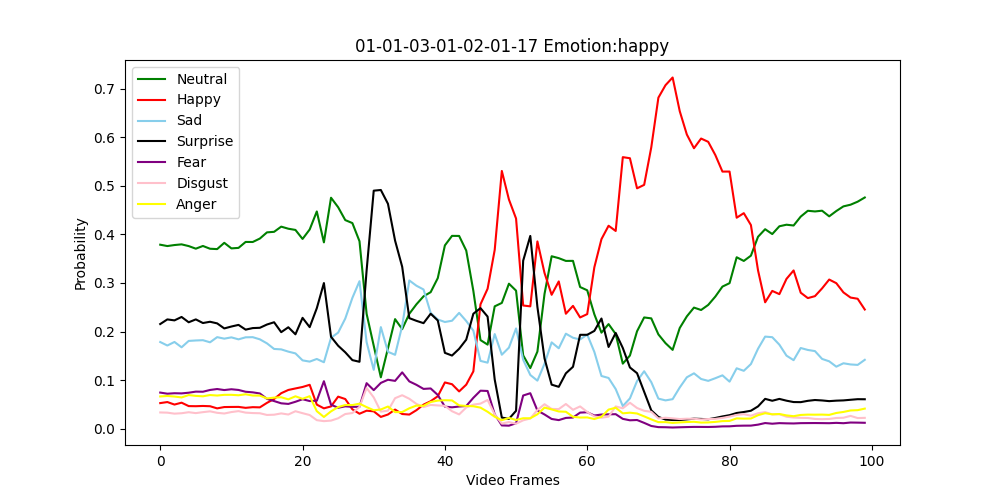 01-01-03-01-02-01-17 Emotion:happy
Neutral
Happy
Sad
Surprise
Fear
Disgust
Anger
0.7
0.6
0.5
0.4
0.3
0.2
0.1
0.0
Probability
0 20 40 60 80 100
Video Frames